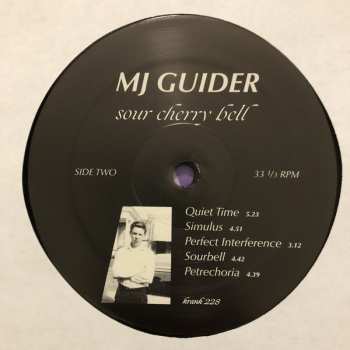 MJ GUIDER
sour cherry bell
SIDE TWO
33 1/3 RPM
Quiet Time 5.23
Simulus 4.51
Perfect Interference 3.12
Sourbell 4.42
Petrechoria 4.39
krank 228